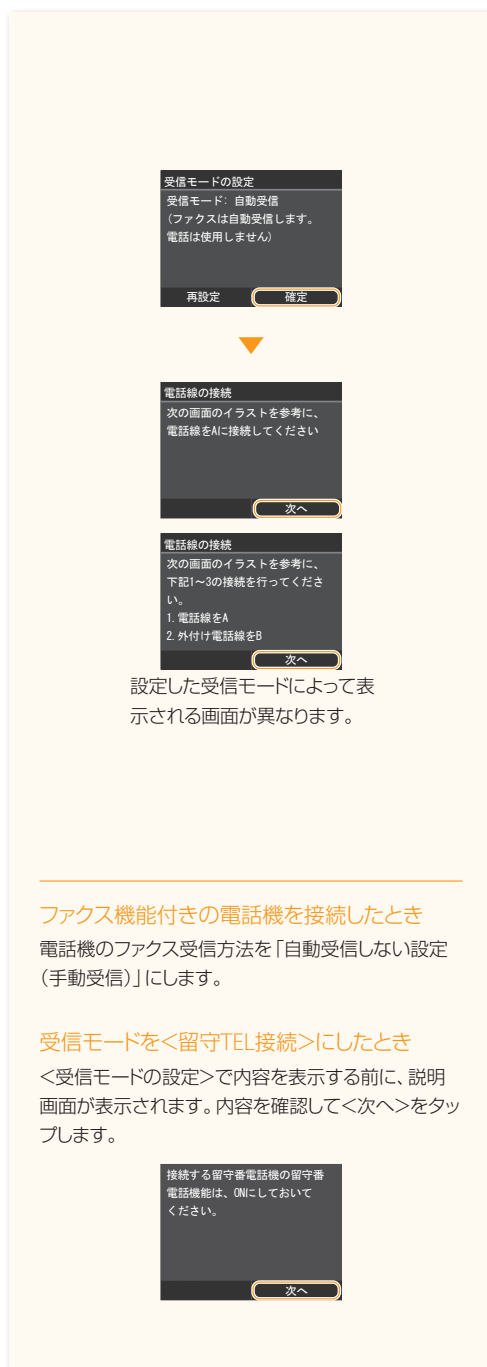 受信モードの設定
受信モード: 自動受信
(ファクスは自動受信します。
電話は使用しません)
再設定 確定
電話線の接続
次の画面のイラストを参考に、
電話線をAに接続してください
次へ
電話線の接続
次の画面のイラストを参考に、
下記1～3の接続を行ってくださ
い。
1. 電話線をA
2. 外付け電話線をB
次へ
設定した受信モードによって表
示される画面が異なります。
ファクス機能付きの電話機を接続したとき
電話機のファクス受信方法を「自動受信しない設定
（手動受信）」にします。
受信モードを＜留守TEL接続＞にしたとき
＜受信モードの設定＞で内容を表示する前に、説明
画面が表示されます。内容を確認して＜次へ＞をタッ
プします。
接続する留守番電話機の留守番
電話機能は、ONにしておいて
ください。
次へ